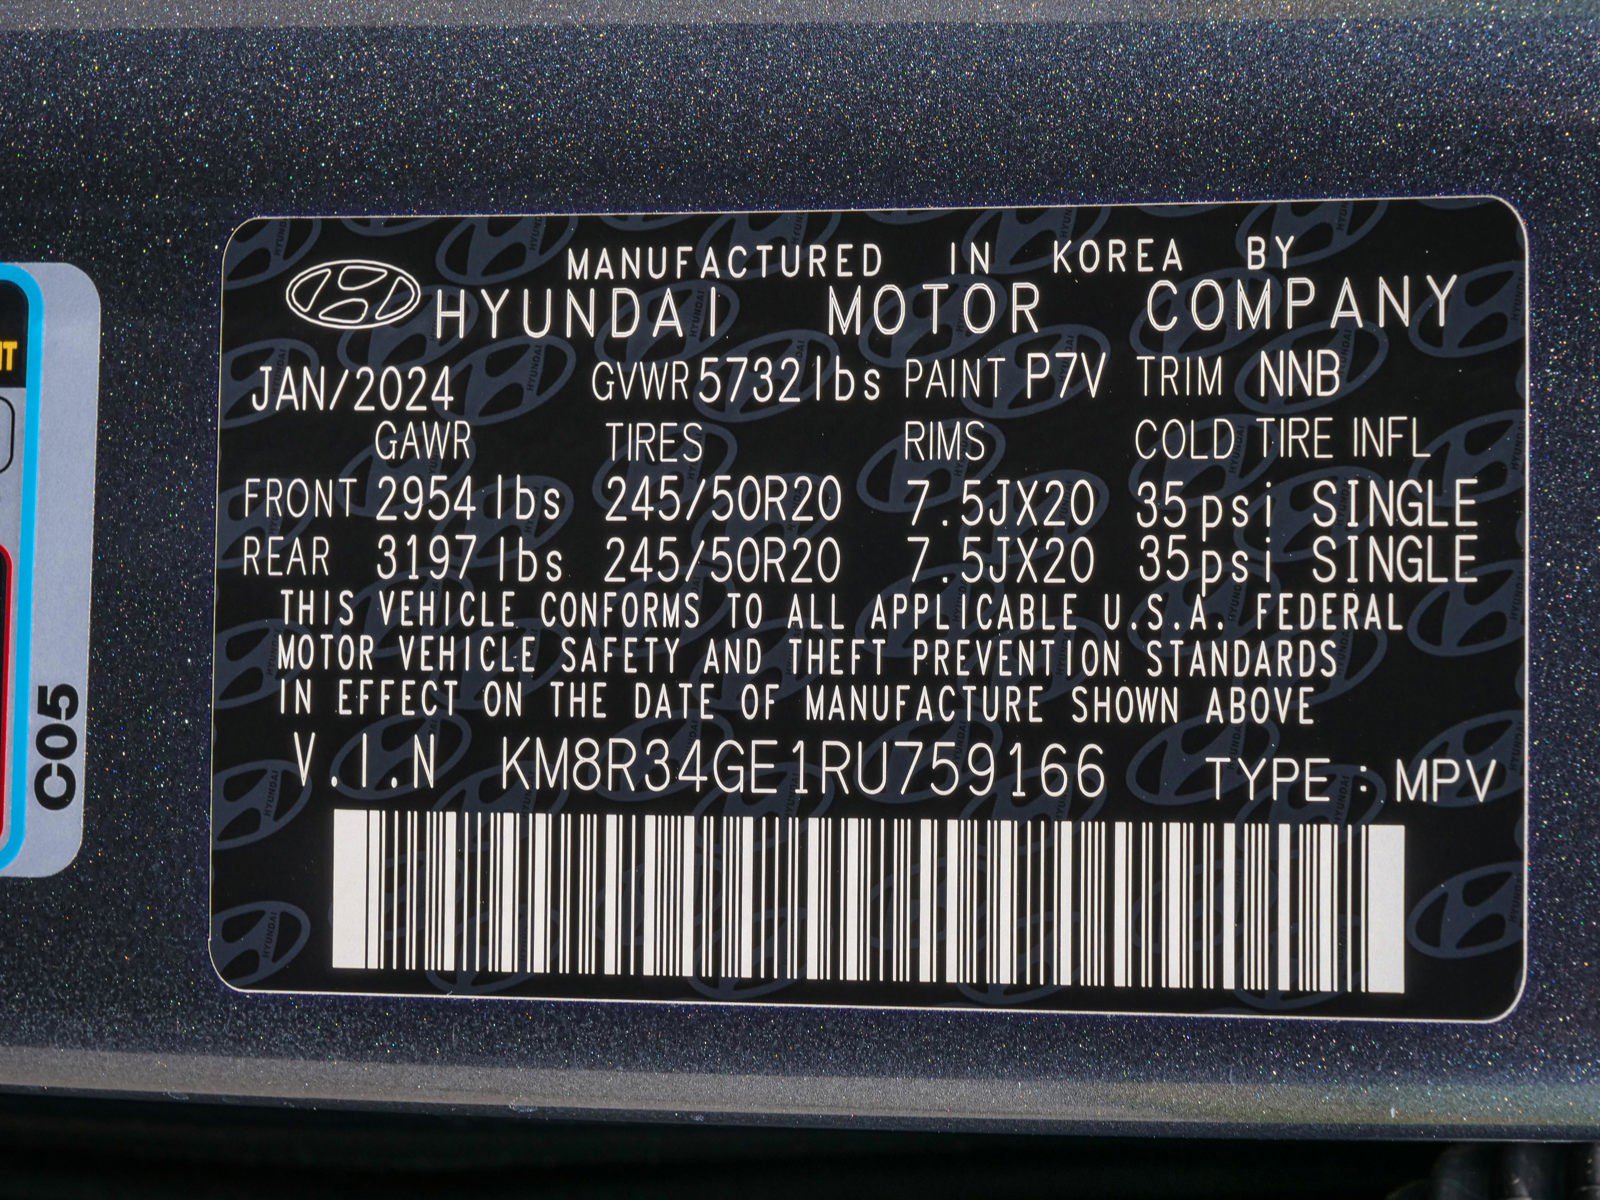 MANUFACTURED IN KOREA BY
HYUNDAI MOTOR COMPANY
JAN/2024 GVWR 5732 lbs PAINT P7V TRIM NNB
GAWR TIRES RIMS COLD TIRE INFL
FRONT 2954 lbs 245/50R20 7.5JX20 35psi SINGLE
REAR 3197 lbs 245/50R20 7.5JX20 35psi SINGLE
THIS VEHICLE CONFORMS TO ALL APPLICABLE U.S.A. FEDERAL
MOTOR VEHICLE SAFETY AND THEFT PREVENTION STANDARDS
IN EFFECT ON THE DATE OF MANUFACTURE SHOWN ABOVE
V.I.N KM8R34GE1RU759166 TYPE : MPV
C05